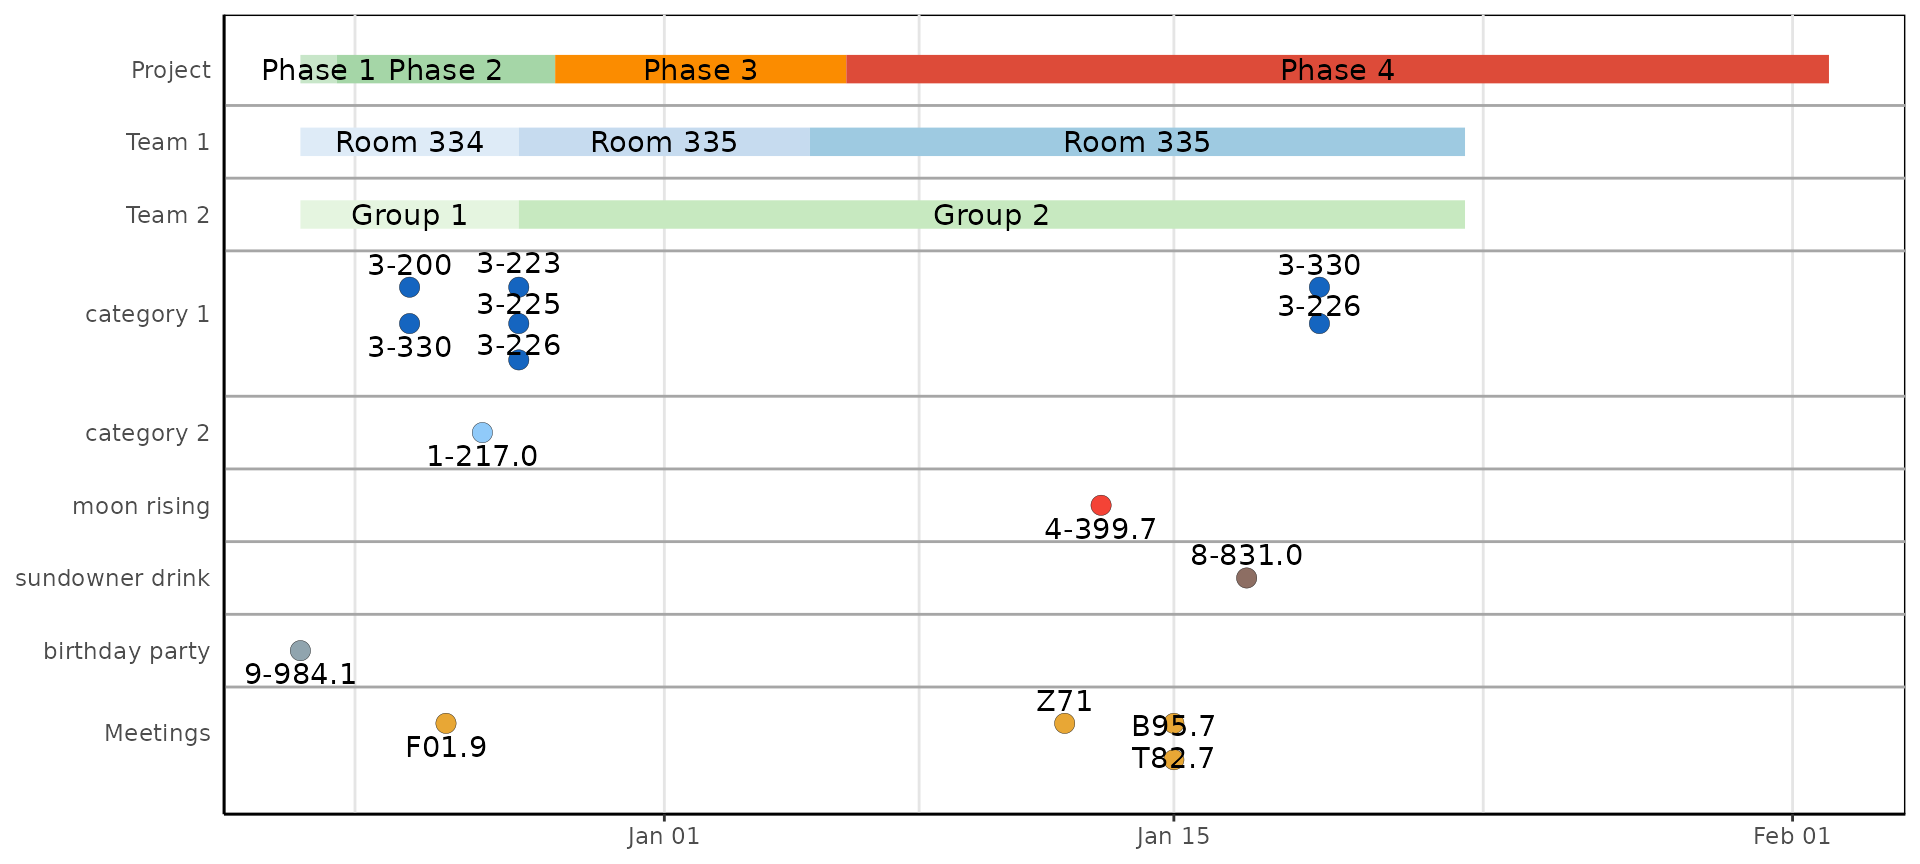 Project
Phase 1
Phase 2
Phase 3
Phase 4
Team 1
Room 334
Room 335
Room 335
Team 2
Group 1
Group 2
category 1
3-200
3-223
3-330
3-225
3-226
3-330
3-226
category 2
1-217.0
moon rising
4-399.7
sundowner drink
8-831.0
birthday party
9-984.1
Meetings
F01.9
Z71
B95.7
T82.7
Jan 01
Jan 15
Feb 01